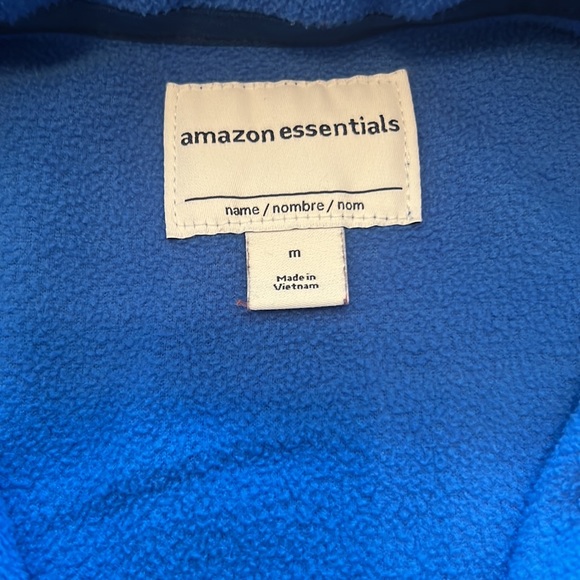 amazon essentials
name / nombre / nom
m
Made in
Vietnam